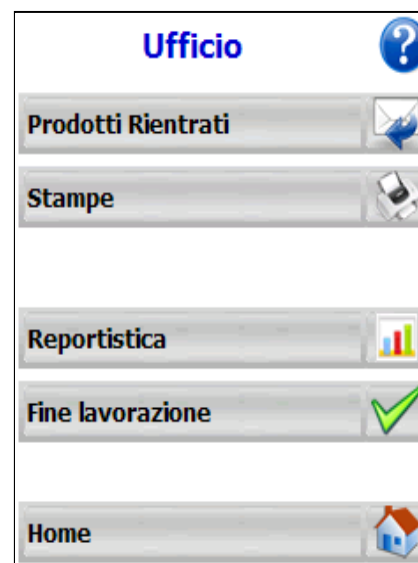 Ufficio
?
Prodotti Rientrati
Stampe
Reportistica
Fine lavorazione
Home